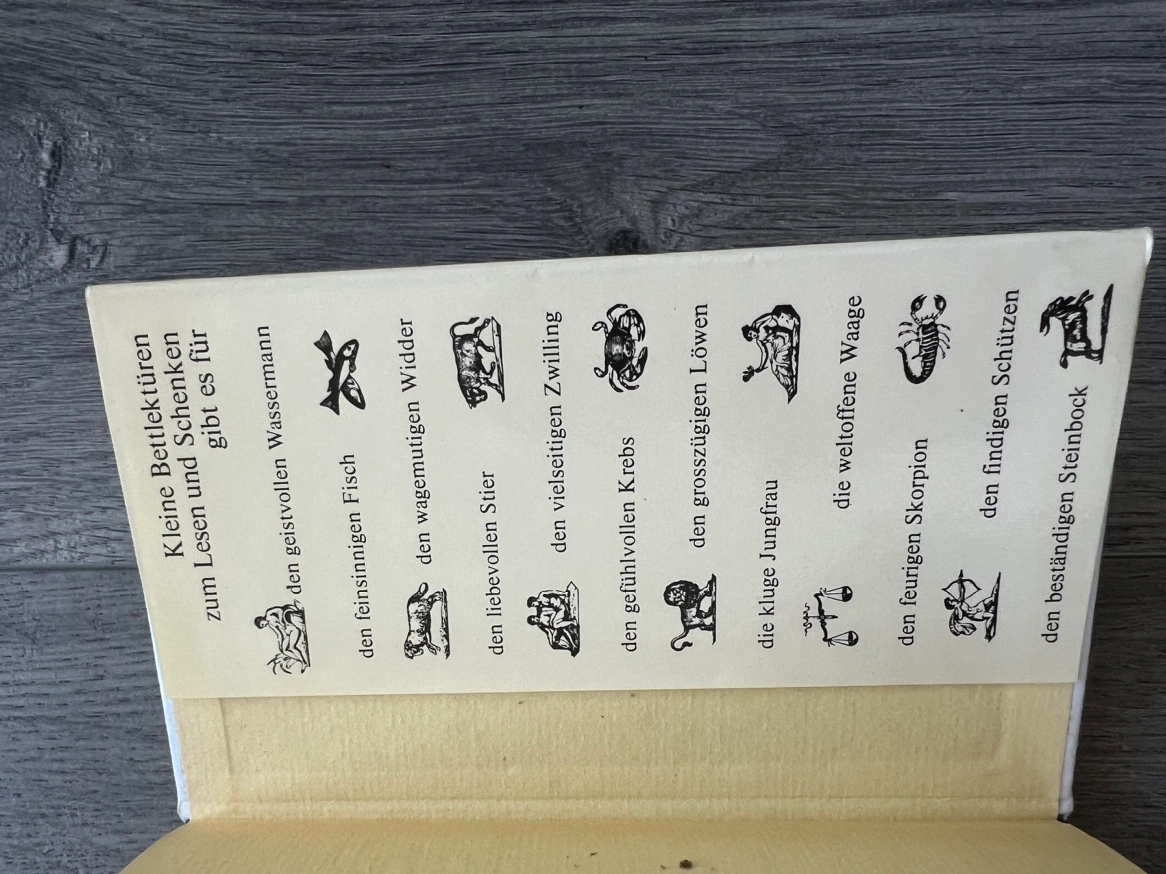 Kleine Bettlektüren
zum Lesen und Schenken
gibt es für
den geistvollen Wassermann
den feinsinnigen Fisch
den wagemutigen Widder
den liebevollen Stier
den vielseitigen Zwilling
den gefühlvollen Krebs
den grosszügigen Löwen
die kluge Jungfrau
die weltoffene Waage
den feurigen Skorpion
den findigen Schützen
den beständigen Steinbock